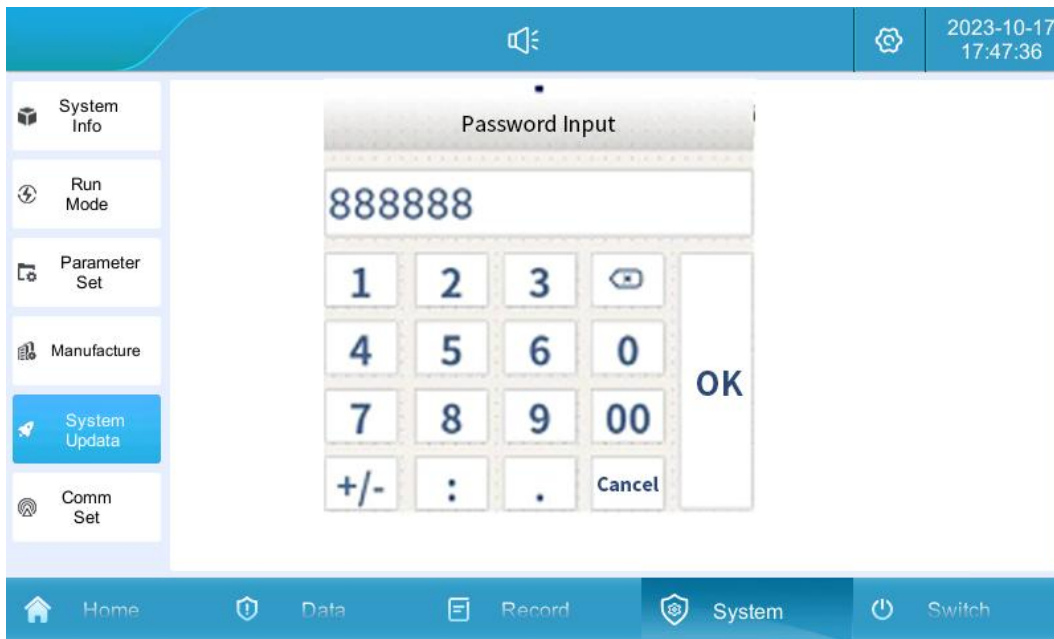 2023-10-17
17:47:36
System
Info
Run
Mode
Parameter
Set
Manufacture
System
Updata
Comm
Set
Password Input
888888
1 2 3
4 5 6 0
7 8 9 00
OK
+/- : . Cancel
Home Data Record System Switch